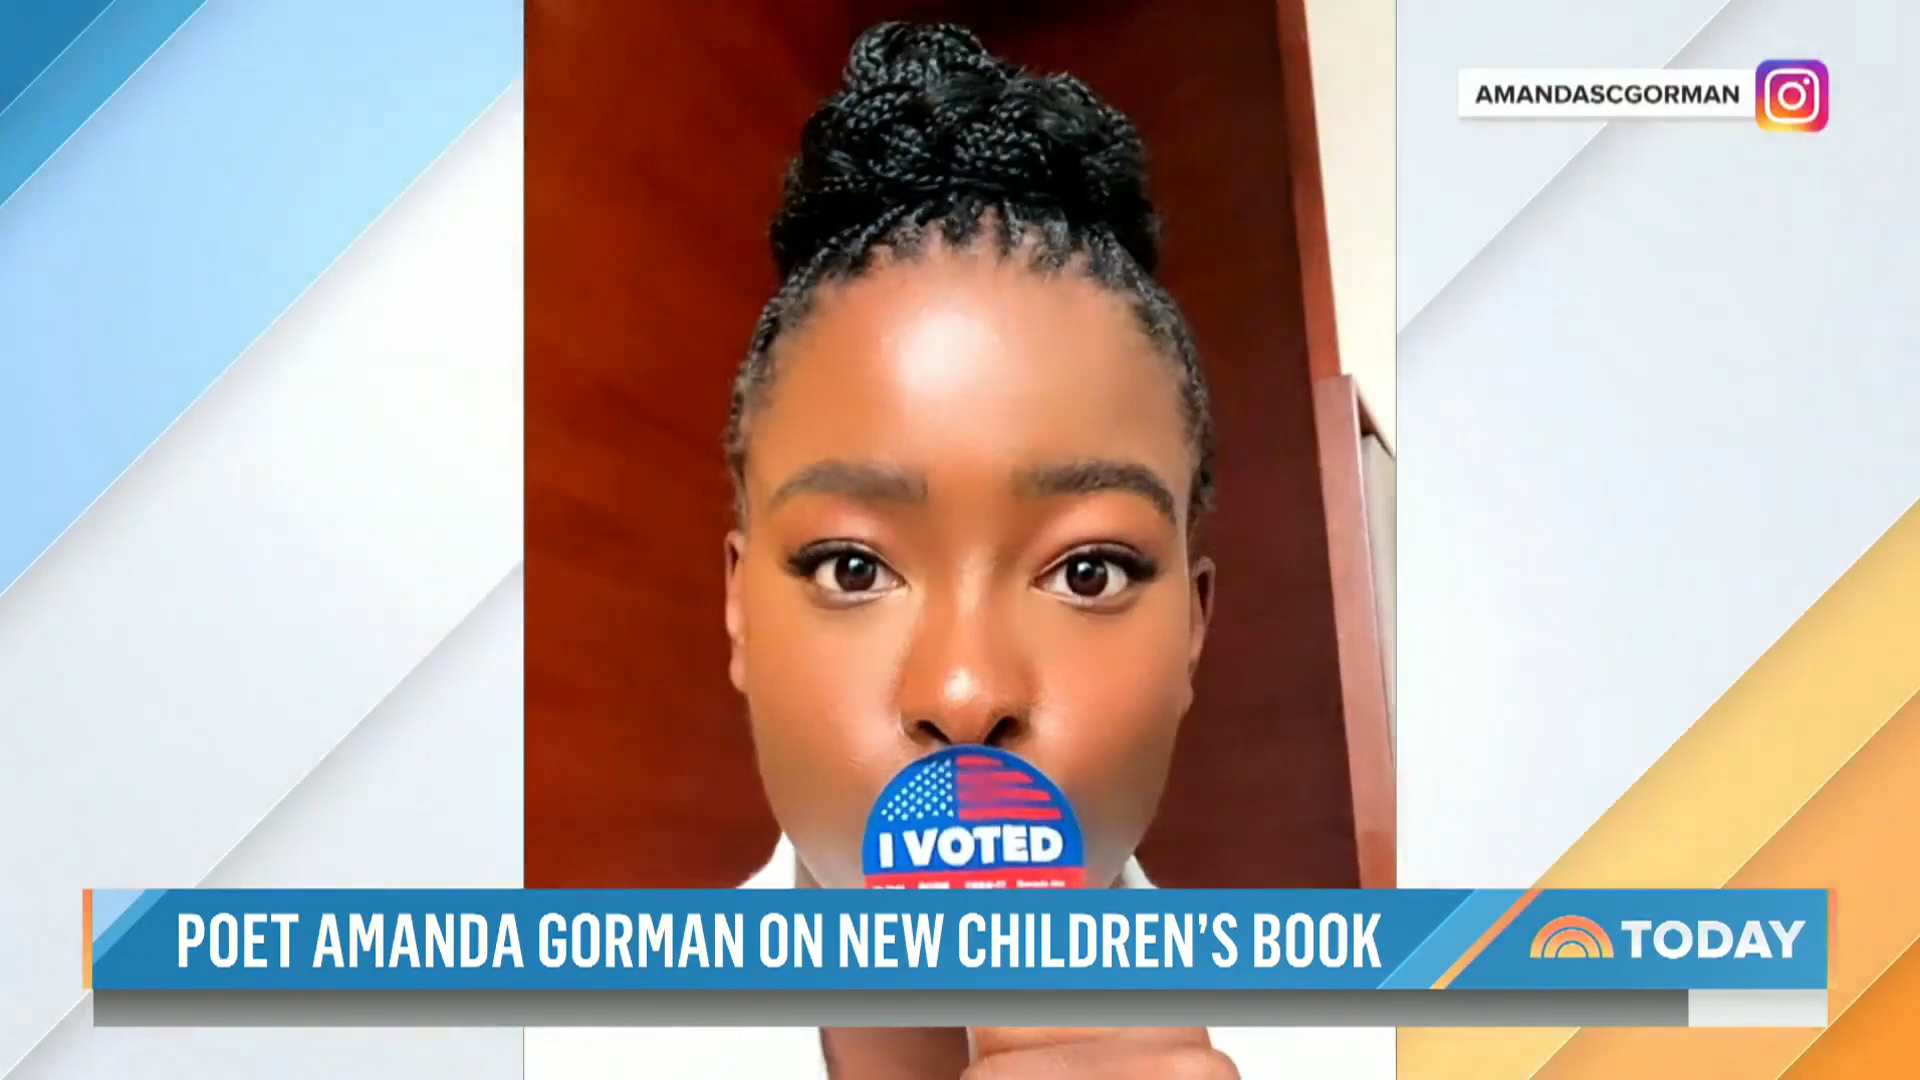 AMANDASCGORMAN
I VOTED
POET AMANDA GORMAN ON NEW CHILDREN'S BOOK
TODAY